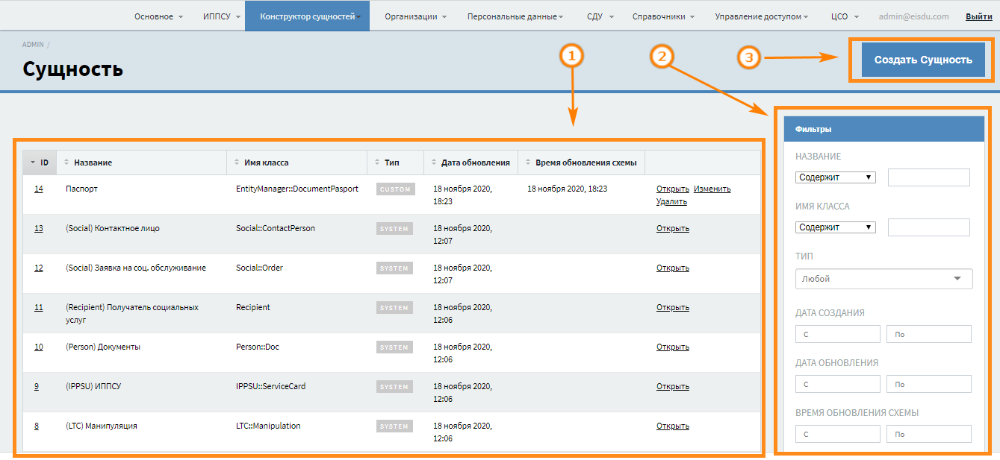 Основное ИППСУ Конструктор сущностей Организации Персональные данные СДУ Справочники Управление доступом ЦСО admin@eisdu.com Выйти
ADMIN /
Сущность
1
2
3
Создать Сущность
ID Название Имя класса Тип Дата обновления Время обновления схемы
14 Паспорт EntityManager::DocumentPasport CUSTOM 18 ноября 2020, 18 ноября 2020, 18:23 Открыть Изменить
18:23 Удалить
13 (Social) Контактное лицо Social::ContactPerson SYSTEM 18 ноября 2020, Открыть
12:07
12 (Social) Заявка на соц. обслуживание Social::Order SYSTEM 18 ноября 2020, Открыть
12:07
11 (Recipient) Получатель социальных Recipient SYSTEM 18 ноября 2020, Открыть
услуг 12:06
10 (Person) Документы Person::Doc SYSTEM 18 ноября 2020, Открыть
12:06
9 (IPPSU) ИППСУ IPPSU::ServiceCard SYSTEM 18 ноября 2020, Открыть
12:06
8 (LTC) Манипуляция LTC::Manipulation SYSTEM 18 ноября 2020, Открыть
12:06
Фильтры
НАЗВАНИЕ
Содержит
ИМЯ КЛАССА
Содержит
ТИП
Любой
ДАТА СОЗДАНИЯ
С По
ДАТА ОБНОВЛЕНИЯ
С По
ВРЕМЯ ОБНОВЛЕНИЯ СХЕМЫ
С По